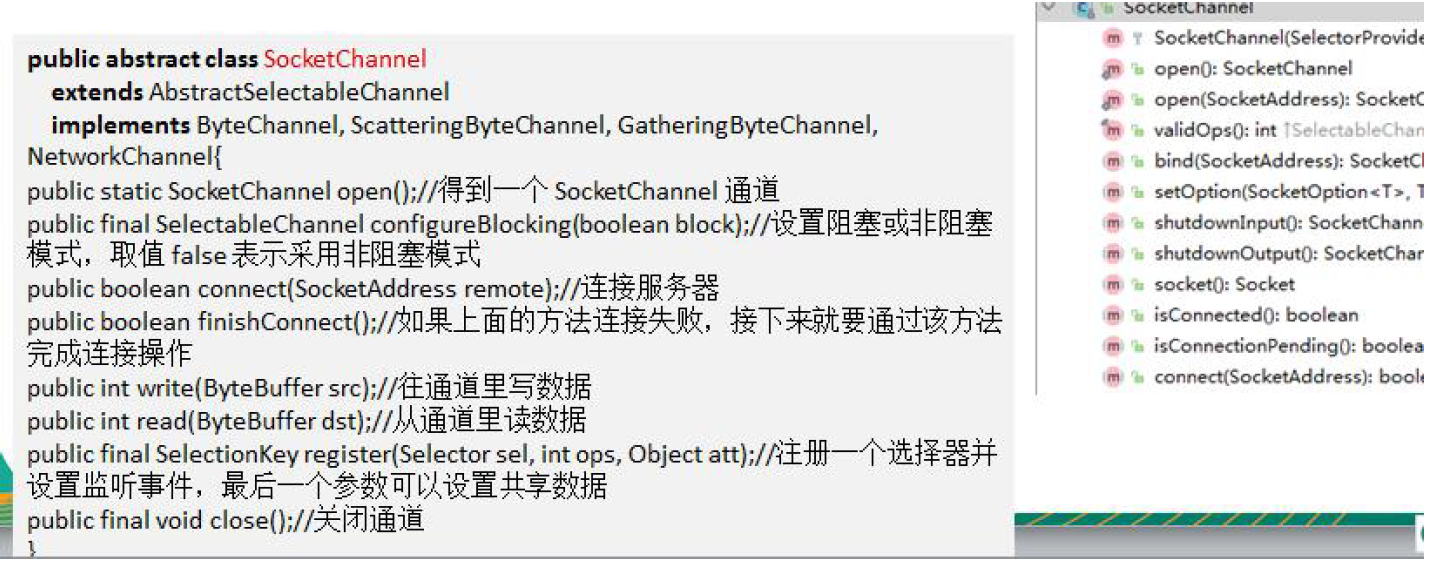 public abstract class SocketChannel
extends AbstractSelectableChannel
implements ByteChannel, ScatteringByteChannel, GatheringByteChannel,
NetworkChannel{
public static SocketChannel open();//得到一个 SocketChannel 通道
public final SelectableChannel configureBlocking(boolean block);//设置阻塞或非阻塞
模式，取值 false 表示采用非阻塞模式
public boolean connect(SocketAddress remote);//连接服务器
public boolean finishConnect();//如果上面的方法连接失败，接下来就要通过该方法
完成连接操作
public int write(ByteBuffer src);//往通道里写数据
public int read(ByteBuffer dst);//从通道里读数据
public final SelectionKey register(Selector sel, int ops, Object att);//注册一个选择器并
设置监听事件，最后一个参数可以设置共享数据
public final void close();//关闭通道
}
SocketChannel
SocketChannel(SelectorProvide
open(): SocketChannel
open(SocketAddress): SocketC
validOps(): int ↑SelectableChan
bind(SocketAddress): SocketCl
setOption(SocketOption<T>, T
shutdownInput(): SocketChann
shutdownOutput(): SocketChar
socket(): Socket
isConnected(): boolean
isConnectionPending(): boolea
connect(SocketAddress): boole